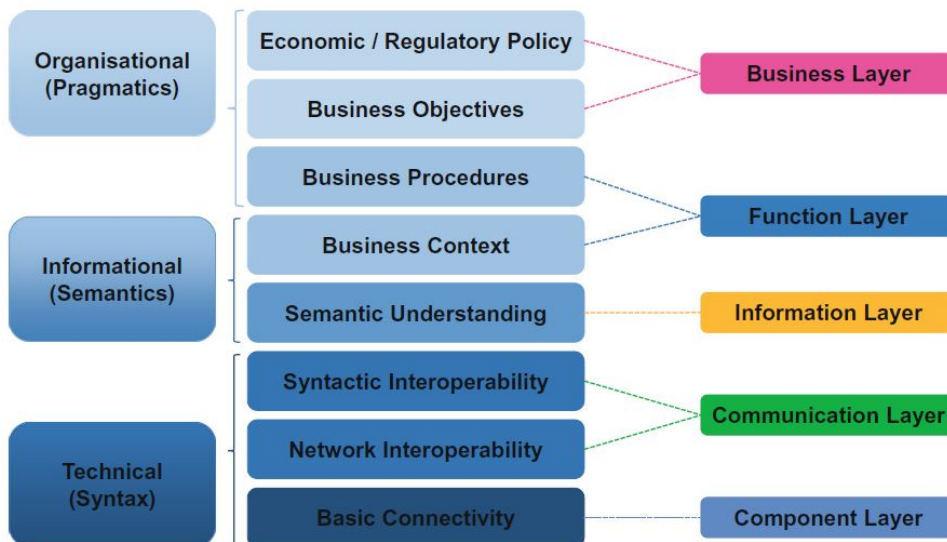 Organisational
(Pragmatics)
Economic / Regulatory Policy
Business Objectives
Business Procedures
Business Layer
Informational
(Semantics)
Business Context
Semantic Understanding
Function Layer
Information Layer
Technical
(Syntax)
Syntactic Interoperability
Network Interoperability
Basic Connectivity
Communication Layer
Component Layer